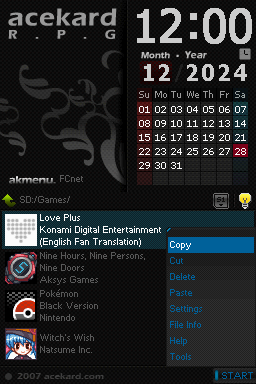 acekard
R. P. G
12:00
Month • Year
12 / 2024
Su Mo Tu We Th Fr Sa
01 02 03 04 05 06 07
08 09 10 11 12 13 14
15 16 17 18 19 20 21
22 23 24 25 26 27 28
29 30 31
akmenu. FCnet
SD:/Games/
Love Plus
Konami Digital Entertainment
(English Fan Translation)
Nine Hours, Nine Persons,
Nine Doors
Aksys Games
Pokémon
Black Version
Nintendo
Witch's Wish
Natsume Inc.
Copy
Cut
Delete
Paste
Settings
File Info
Help
Tools
© 2007 acekard.com
START